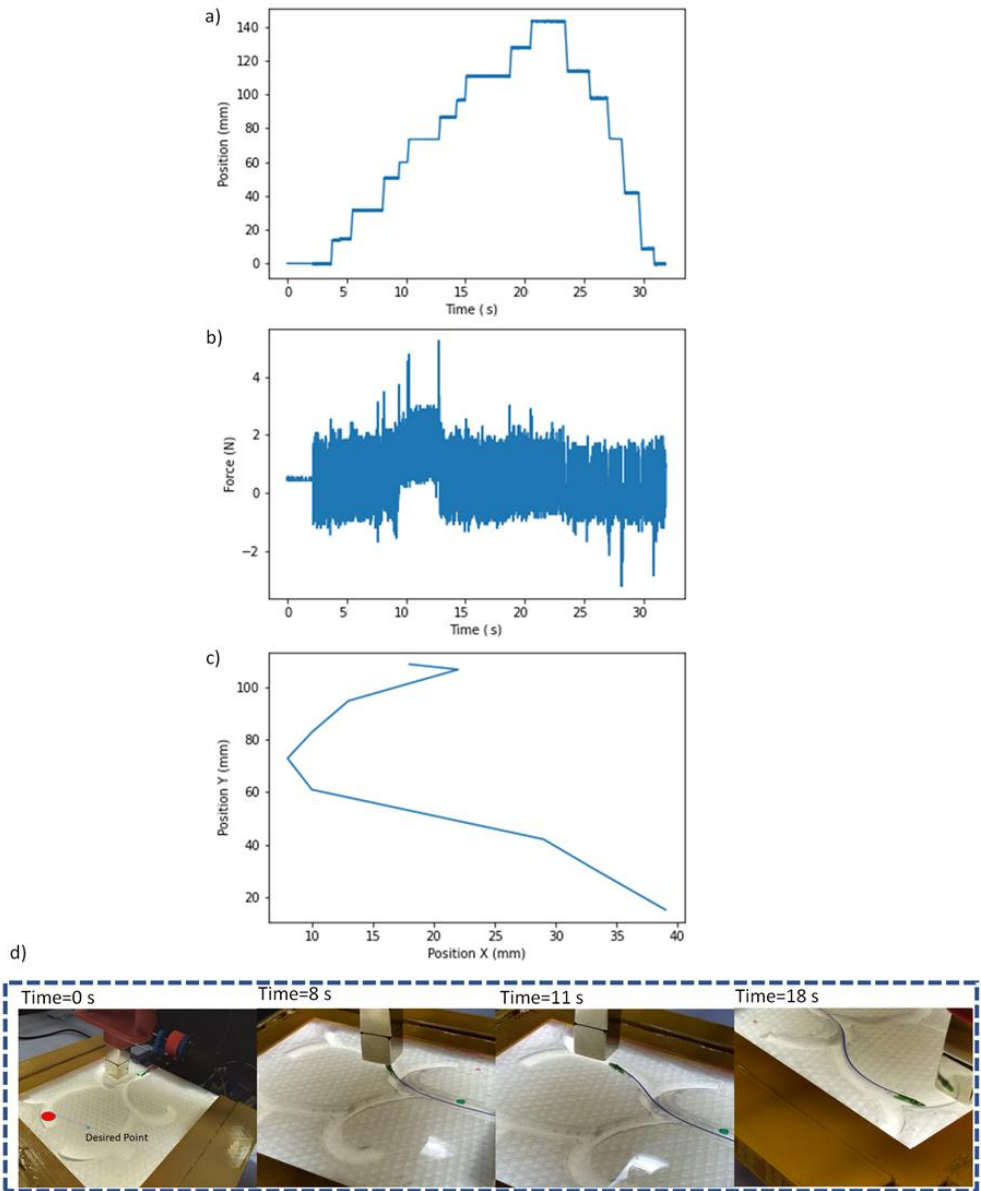 a)
140
120
100
80
60
40
20
0
Position (mm)
0 5 10 15 20 25 30
Time ( s)
b)
4
2
0
−2
Force (N)
0 5 10 15 20 25 30
Time ( s)
c)
100
80
60
40
20
Position Y (mm)
10 15 20 25 30 35 40
Position X (mm)
d)
Time=0 s Time=8 s Time=11 s Time=18 s
Desired Point